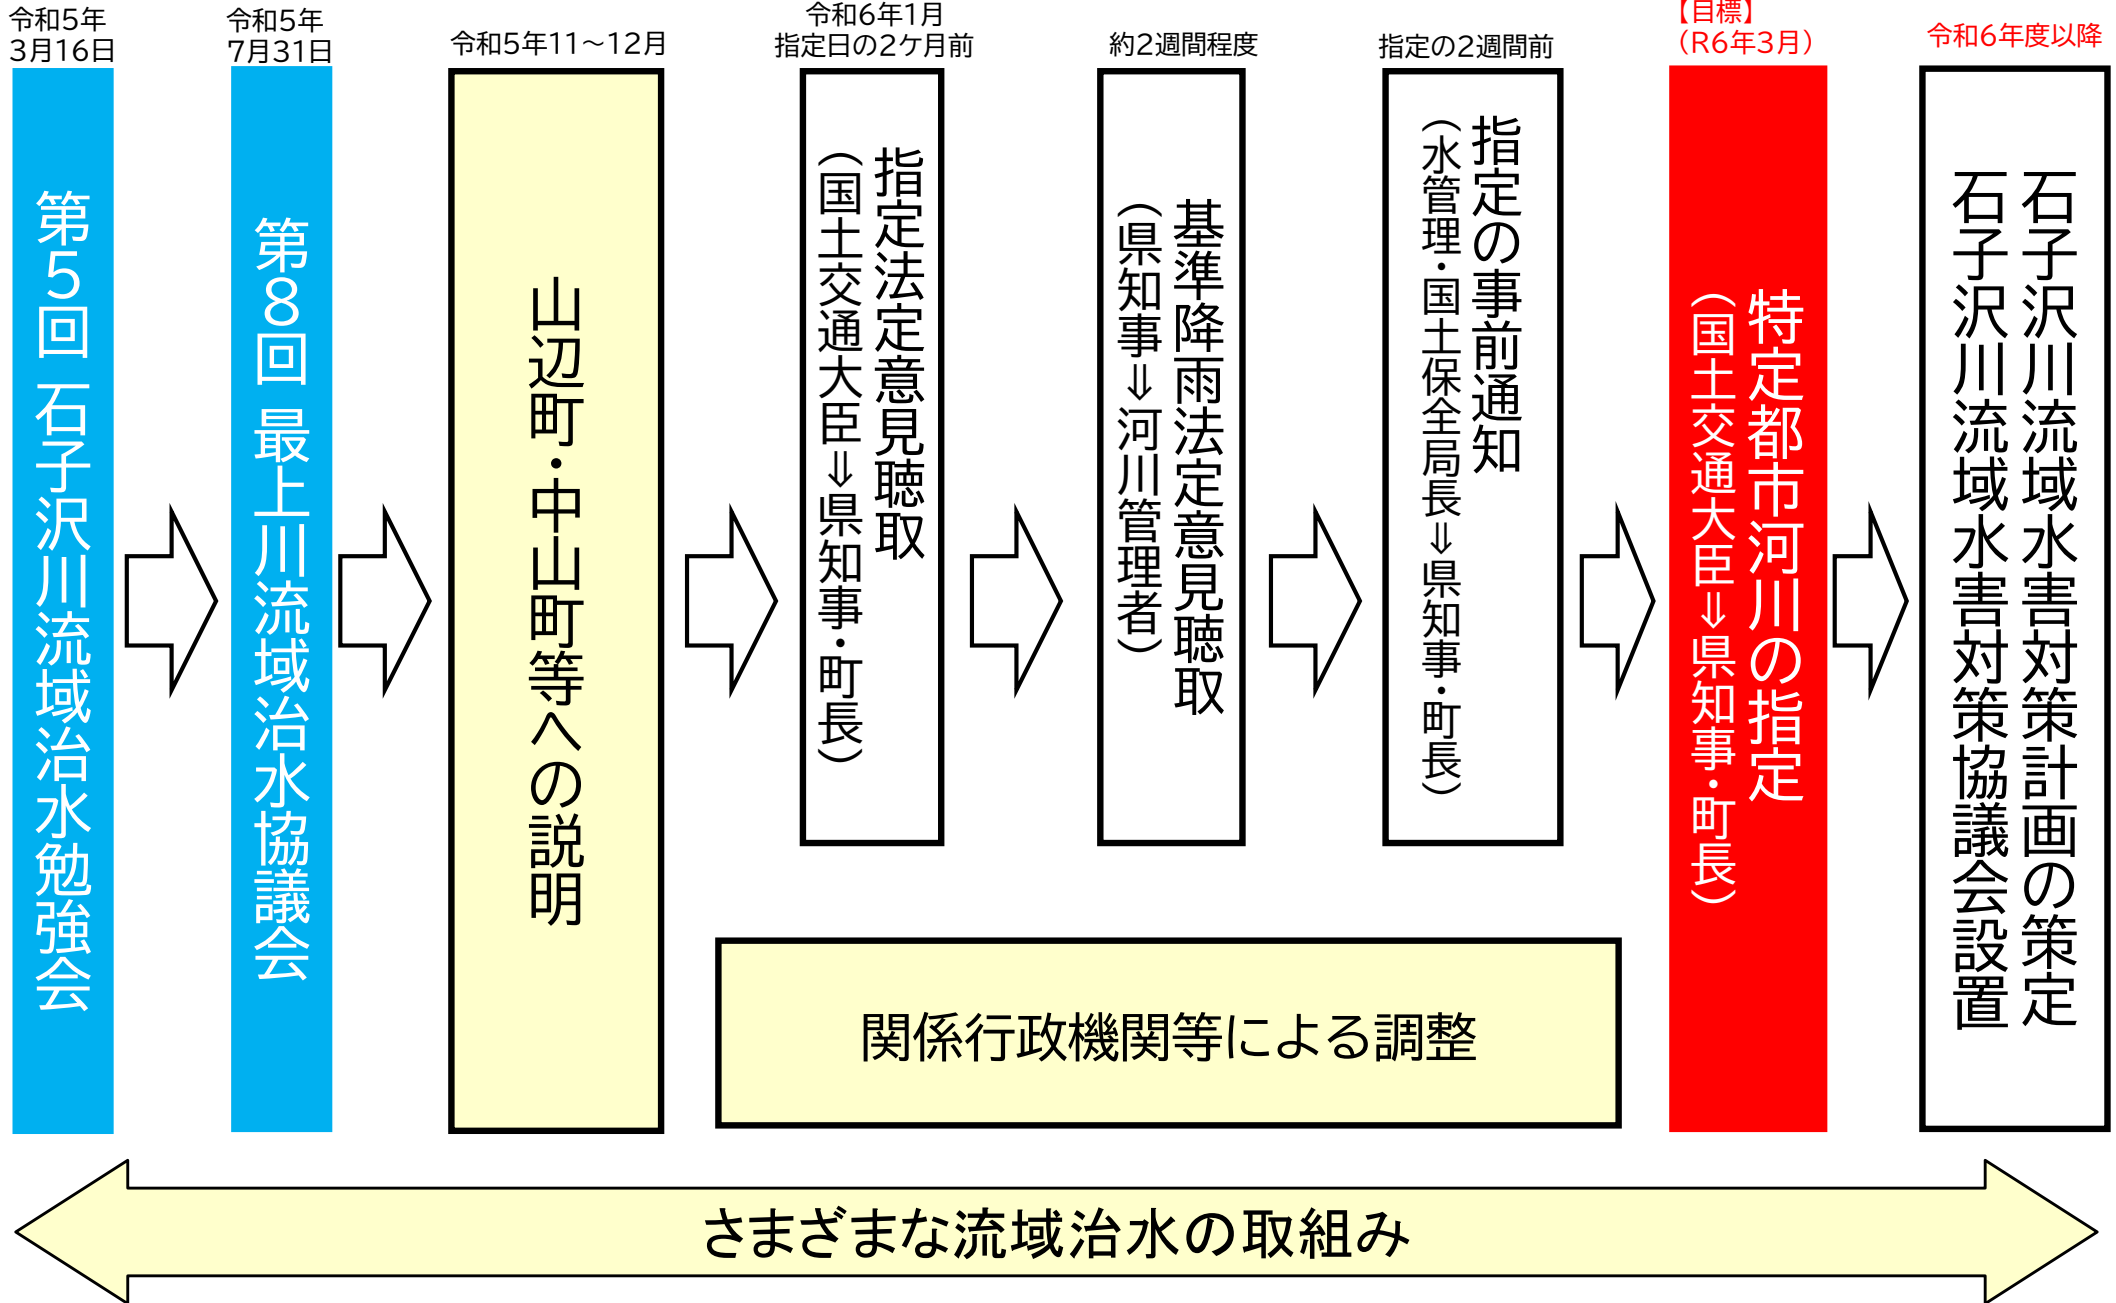 令和5年
3月16日
第5回 石子沢川流域治水勉強会
令和5年
7月31日
第8回 最上川流域治水協議会
令和5年11～12月
山辺町・中山町等への説明
令和6年1月
指定日の2ケ月前
指定法定意見聴取
（国土交通大臣⇒県知事・町長）
約2週間程度
基準降雨法定意見聴取
（県知事⇒河川管理者）
指定の2週間前
指定の事前通知
（水管理・国土保全局長⇒県知事・町長）
【目標】
（R6年3月）
特定都市河川の指定
（国土交通大臣⇒県知事・町長）
令和6年度以降
石子沢川流域水害対策計画の策定
石子沢川流域水害対策協議会設置
関係行政機関等による調整
さまざまな流域治水の取組み